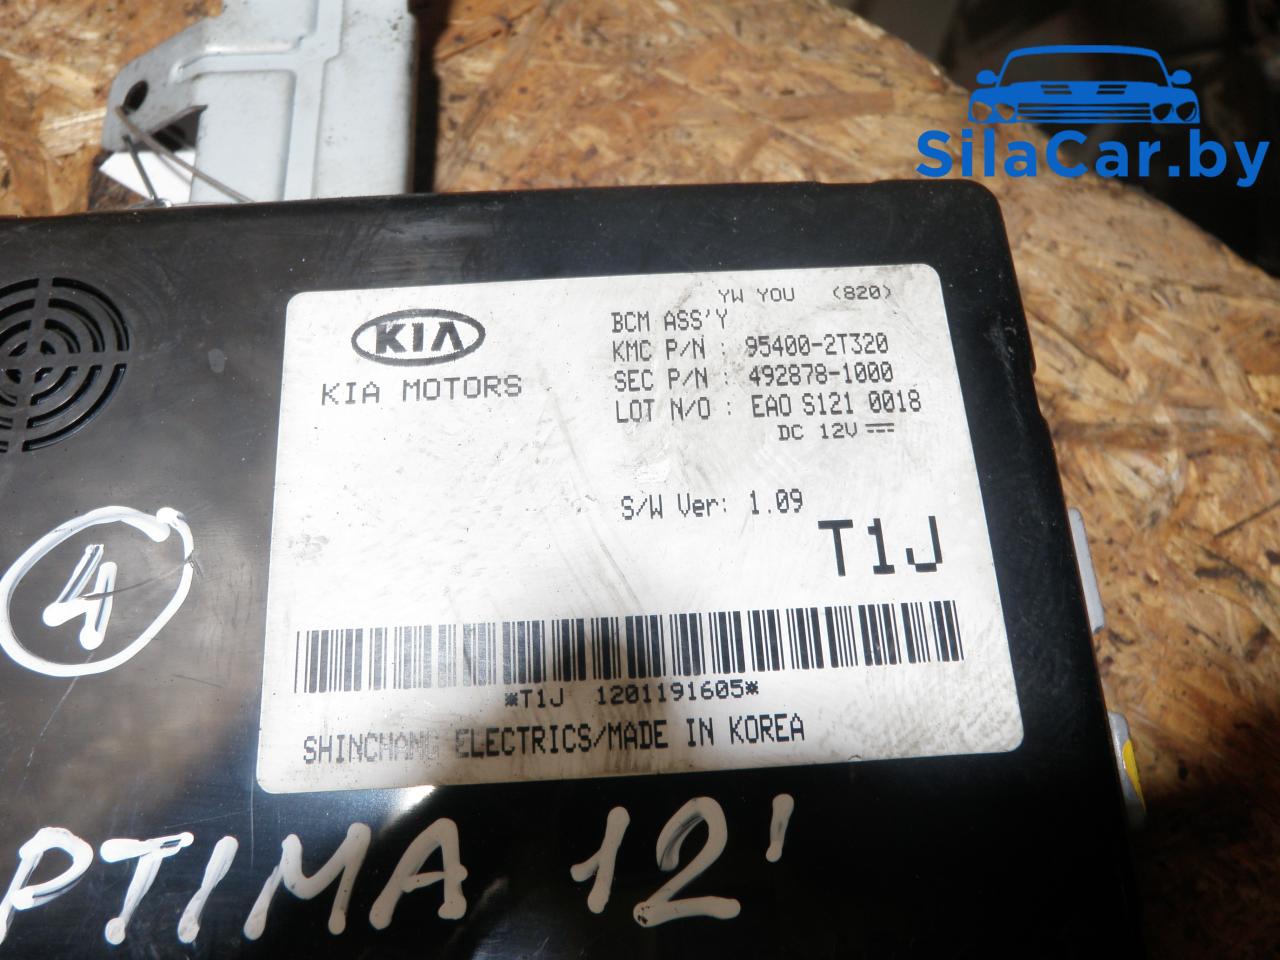 SilaCar.by
YW YOU (820)
BCM ASS'Y
KMC P/N : 95400-2T320
SEC P/N : 492878-1000
LOT N/O : EAO S121 0018
DC 12V
KIA
KIA MOTORS
S/W Ver: 1.09
T1J
*T1J 1201191605*
SHINCHANG ELECTRICS/MADE IN KOREA
4
PTIMA 12'